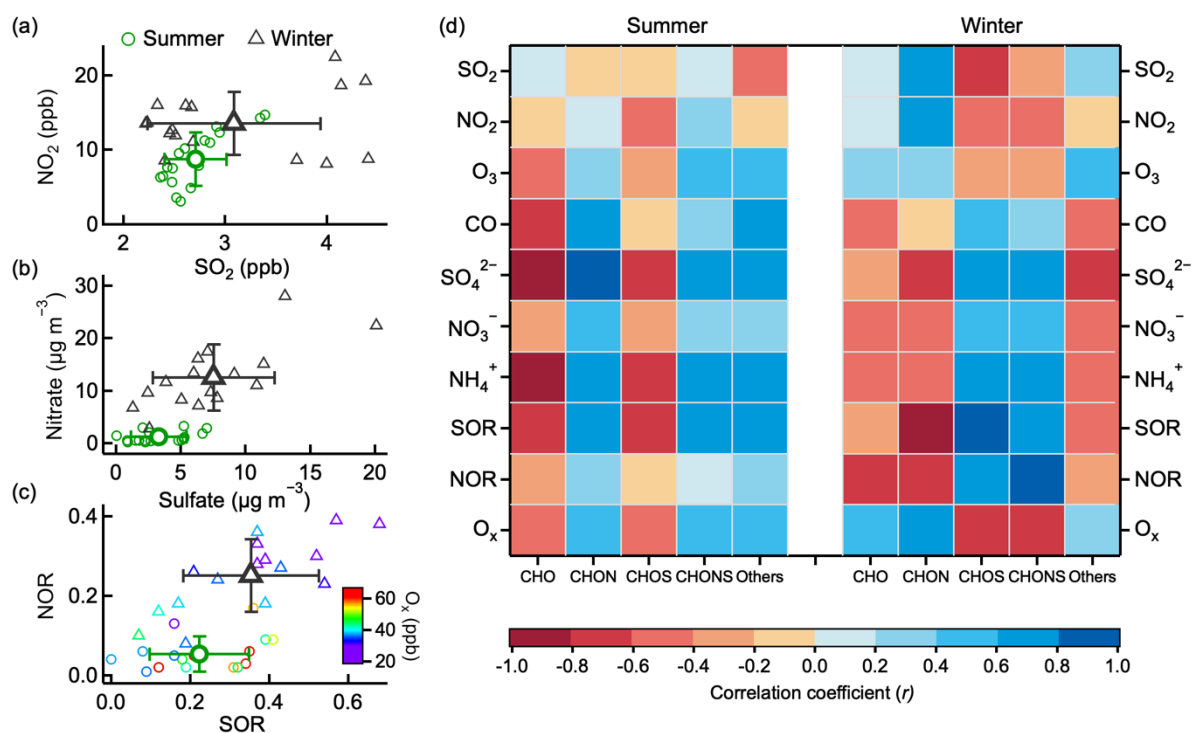 (a)
Summer
Winter
NO₂ (ppb)
20
10
0
2
3
4
SO₂ (ppb)
(b)
Nitrate (µg m⁻³)
30
20
10
0
0
5
10
15
20
Sulfate (µg m⁻³)
(c)
NOR
0.4
0.2
0.0
0.0
0.2
0.4
0.6
SOR
60
40
20
Oₓ (ppb)
(d)
Summer
Winter
SO₂
NO₂
O₃
CO
SO₄²⁻
NO₃⁻
NH₄⁺
SOR
NOR
Oₓ
SO₂
NO₂
O₃
CO
SO₄²⁻
NO₃⁻
NH₄⁺
SOR
NOR
Oₓ
CHO CHON CHOS CHONS Others
CHO CHON CHOS CHONS Others
-1.0 -0.8 -0.6 -0.4 -0.2 0.0 0.2 0.4 0.6 0.8 1.0
Correlation coefficient (r)